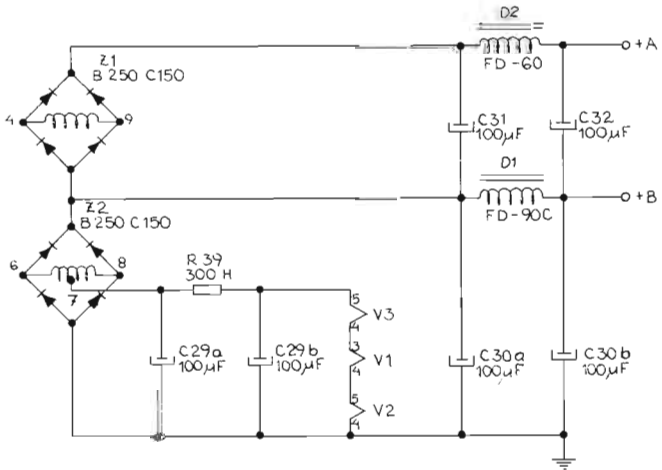 D2
+A
Z1
B 250 C150
FD-60
4
9
C31
100µF
C32
100µF
D1
+B
Z2
B 250 C150
FD-90C
6
8
7
R 39
300 H
5
4
V3
3
4
V1
5
4
V2
C29a
100µF
C29b
100µF
C30a
100µF
C30b
100µF